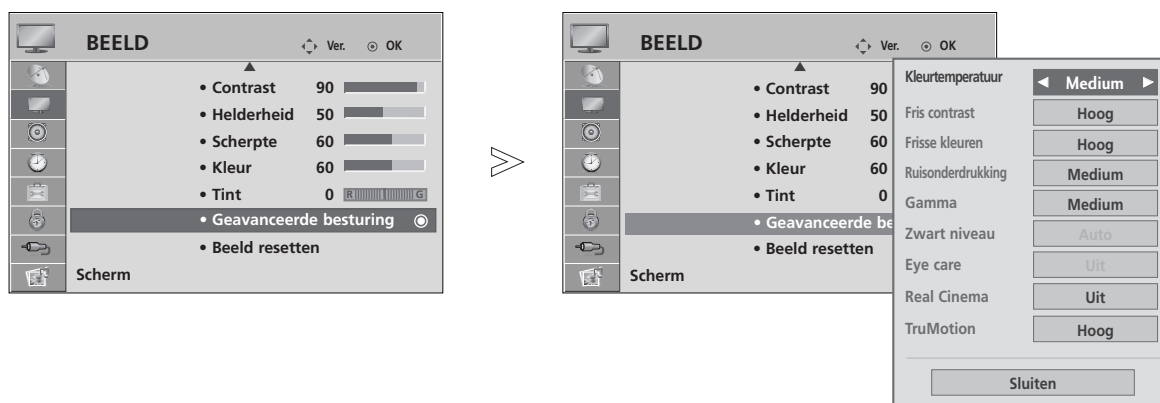 BEELD Ver. OK
• Contrast 90
• Helderheid 50
• Scherpte 60
• Kleur 60
• Tint 0 R G
• Geavanceerde besturing
• Beeld resetten
Scherm
BEELD Ver. OK
• Contrast 90
• Helderheid 50
• Scherpte 60
• Kleur 60
• Tint 0
• Geavanceerde be
• Beeld resetten
Scherm
Kleurtemperatuur ◄ Medium ►
Fris contrast Hoog
Frisse kleuren Hoog
Ruisonderdrukking Medium
Gamma Medium
Zwart niveau Auto
Eye care Uit
Real Cinema Uit
TruMotion Hoog
Sluiten